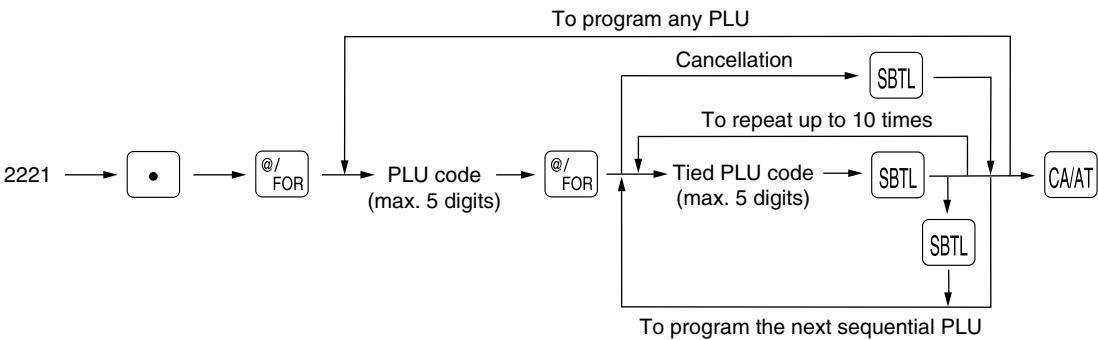 To program any PLU
Cancellation
SBTL
To repeat up to 10 times
2221
•
@/
FOR
PLU code
(max. 5 digits)
@/
FOR
Tied PLU code
(max. 5 digits)
SBTL
CA/AT
SBTL
To program the next sequential PLU